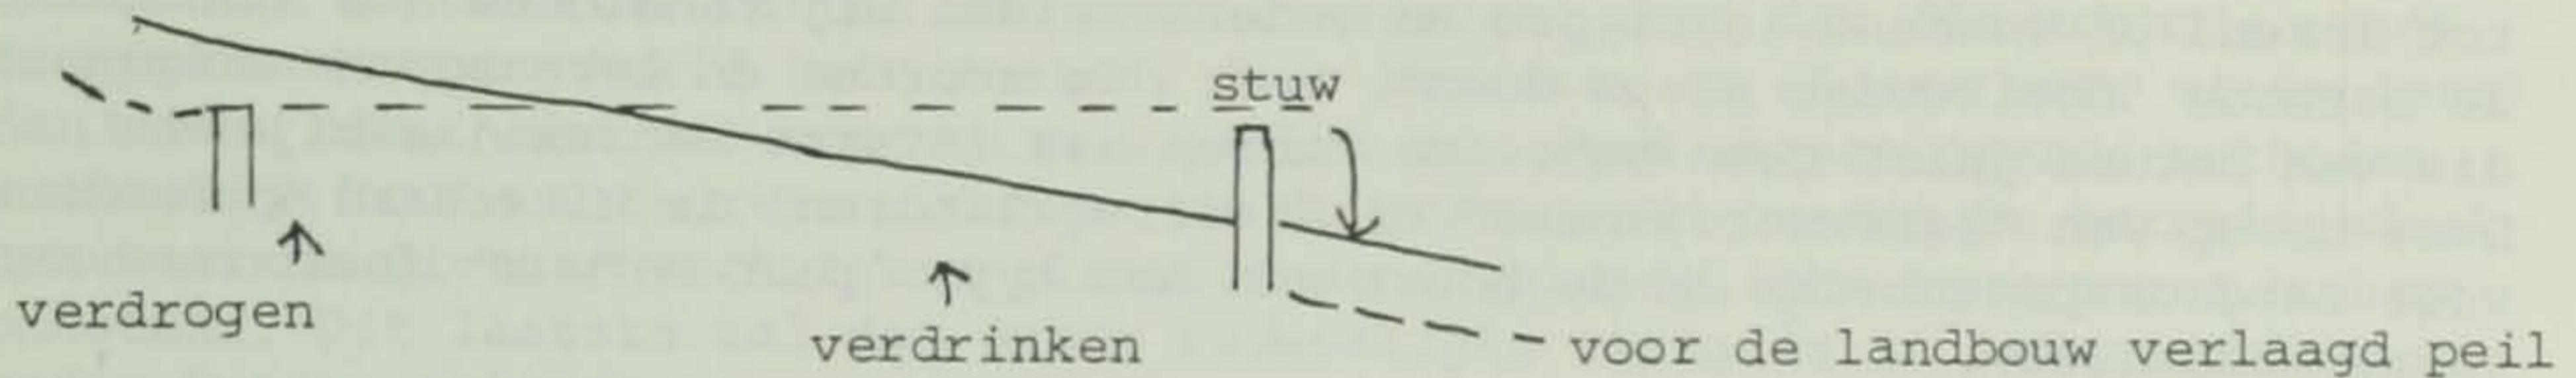 stuw
verdrogen
verdrinken
voor de landbouw verlaagd peil